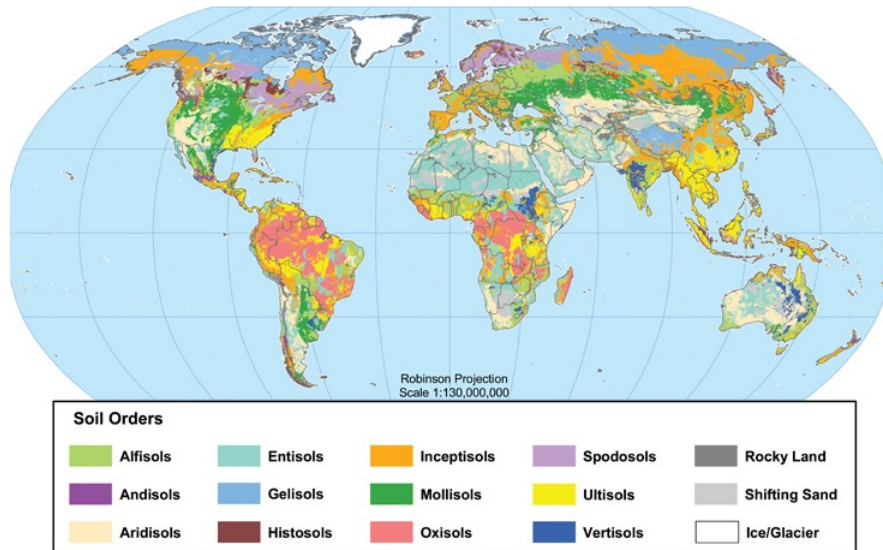 Robinson Projection
Scale 1:130,000,000
Soil Orders
Alfisols Entisols Inceptisols Spodosols Rocky Land
Andisols Gelisols Mollisols Ultisols Shifting Sand
Aridisols Histosols Oxisols Vertisols Ice/Glacier